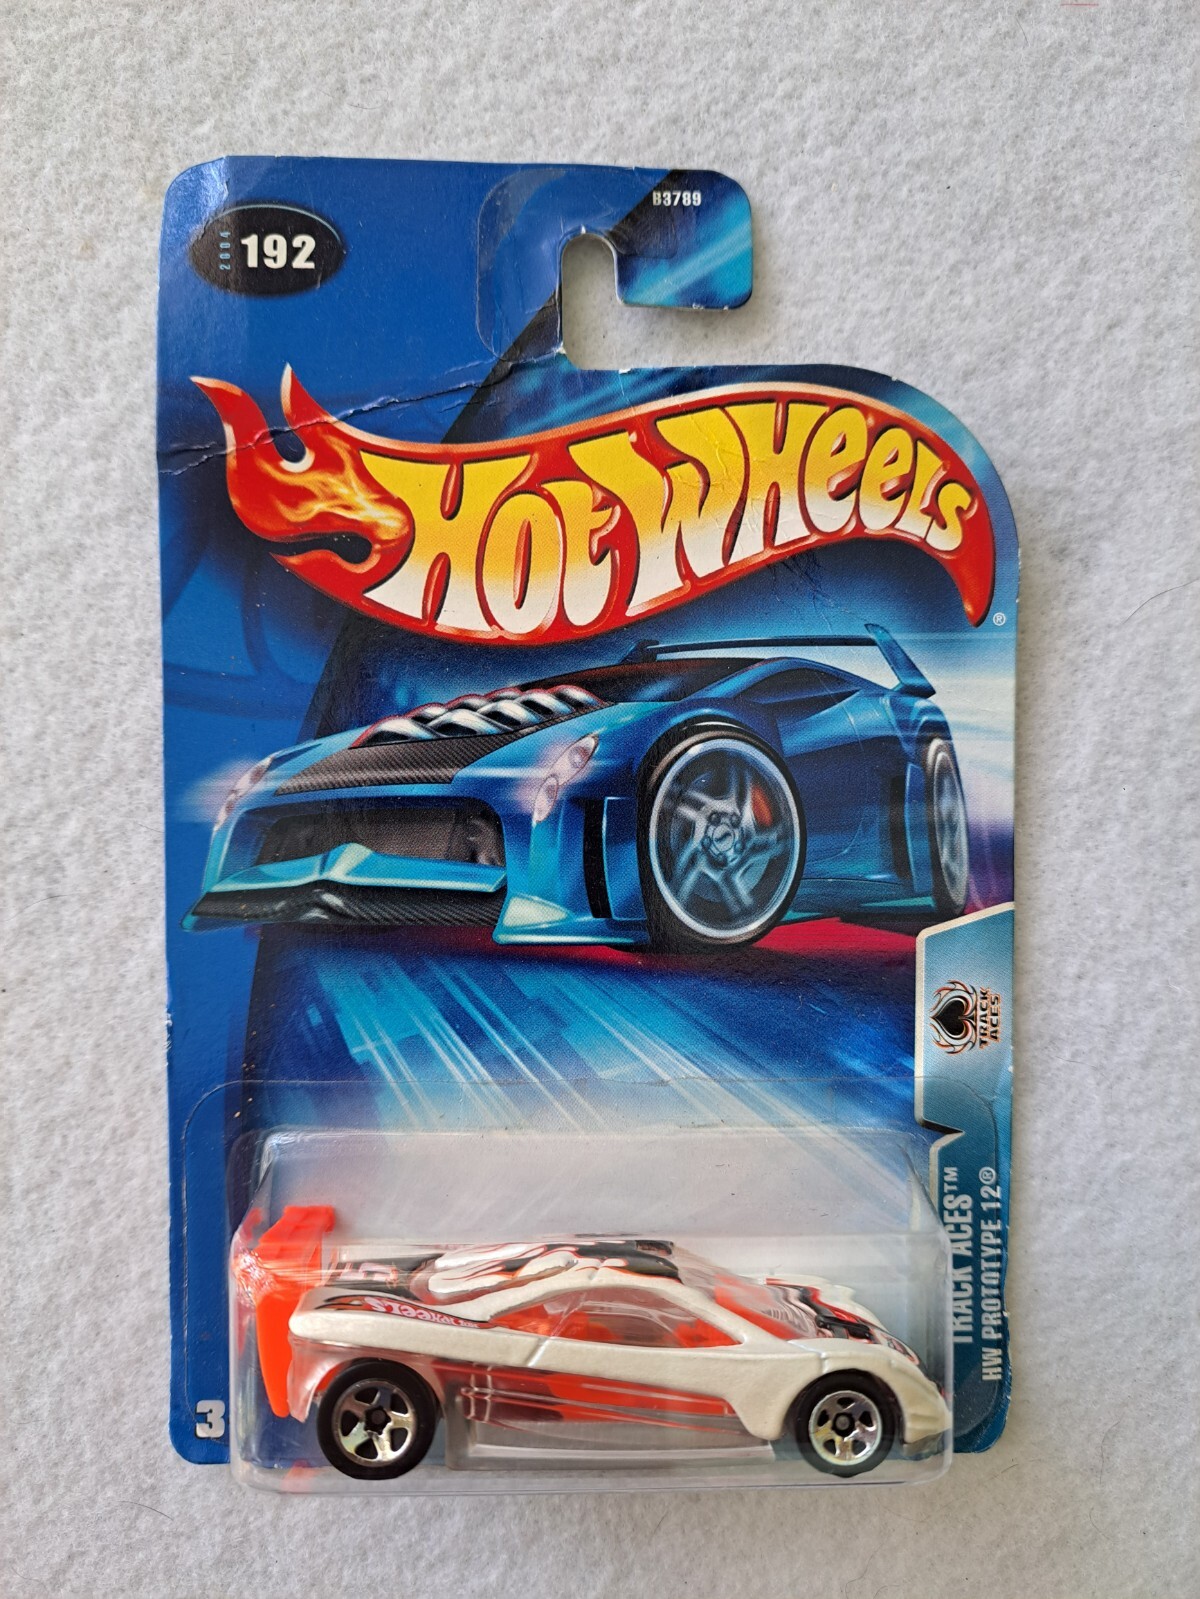 B3789
2004
192
HOT WHEELS
®
TRACK
ACES
TRACK ACES™
HW PROTOTYPE 12®
3